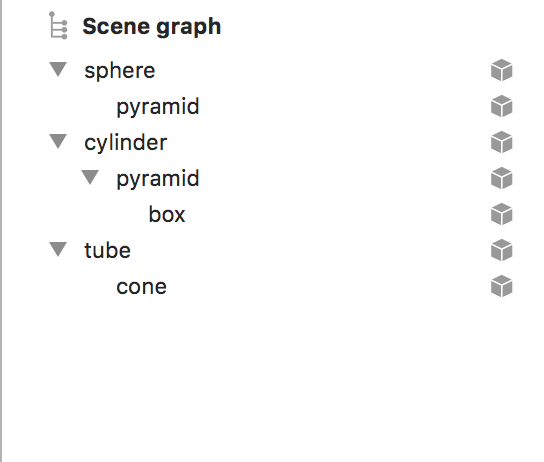 Scene graph
sphere
pyramid
cylinder
pyramid
box
tube
cone